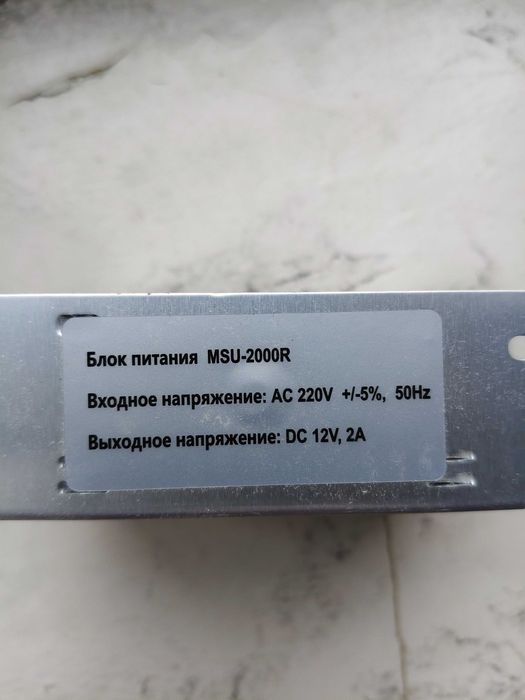 Блок питания MSU-2000R
Входное напряжение: AC 220V +/-5%, 50Hz
Выходное напряжение: DC 12V, 2A